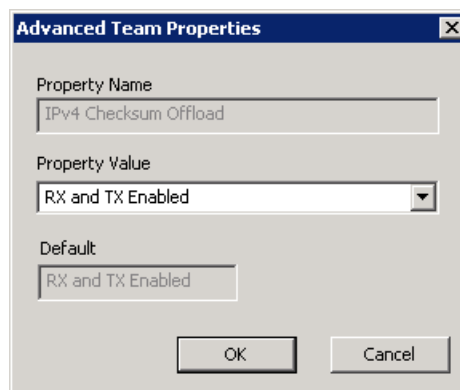 Advanced Team Properties
Property Name
IPv4 Checksum Offload
Property Value
RX and TX Enabled
Default
RX and TX Enabled
OK Cancel